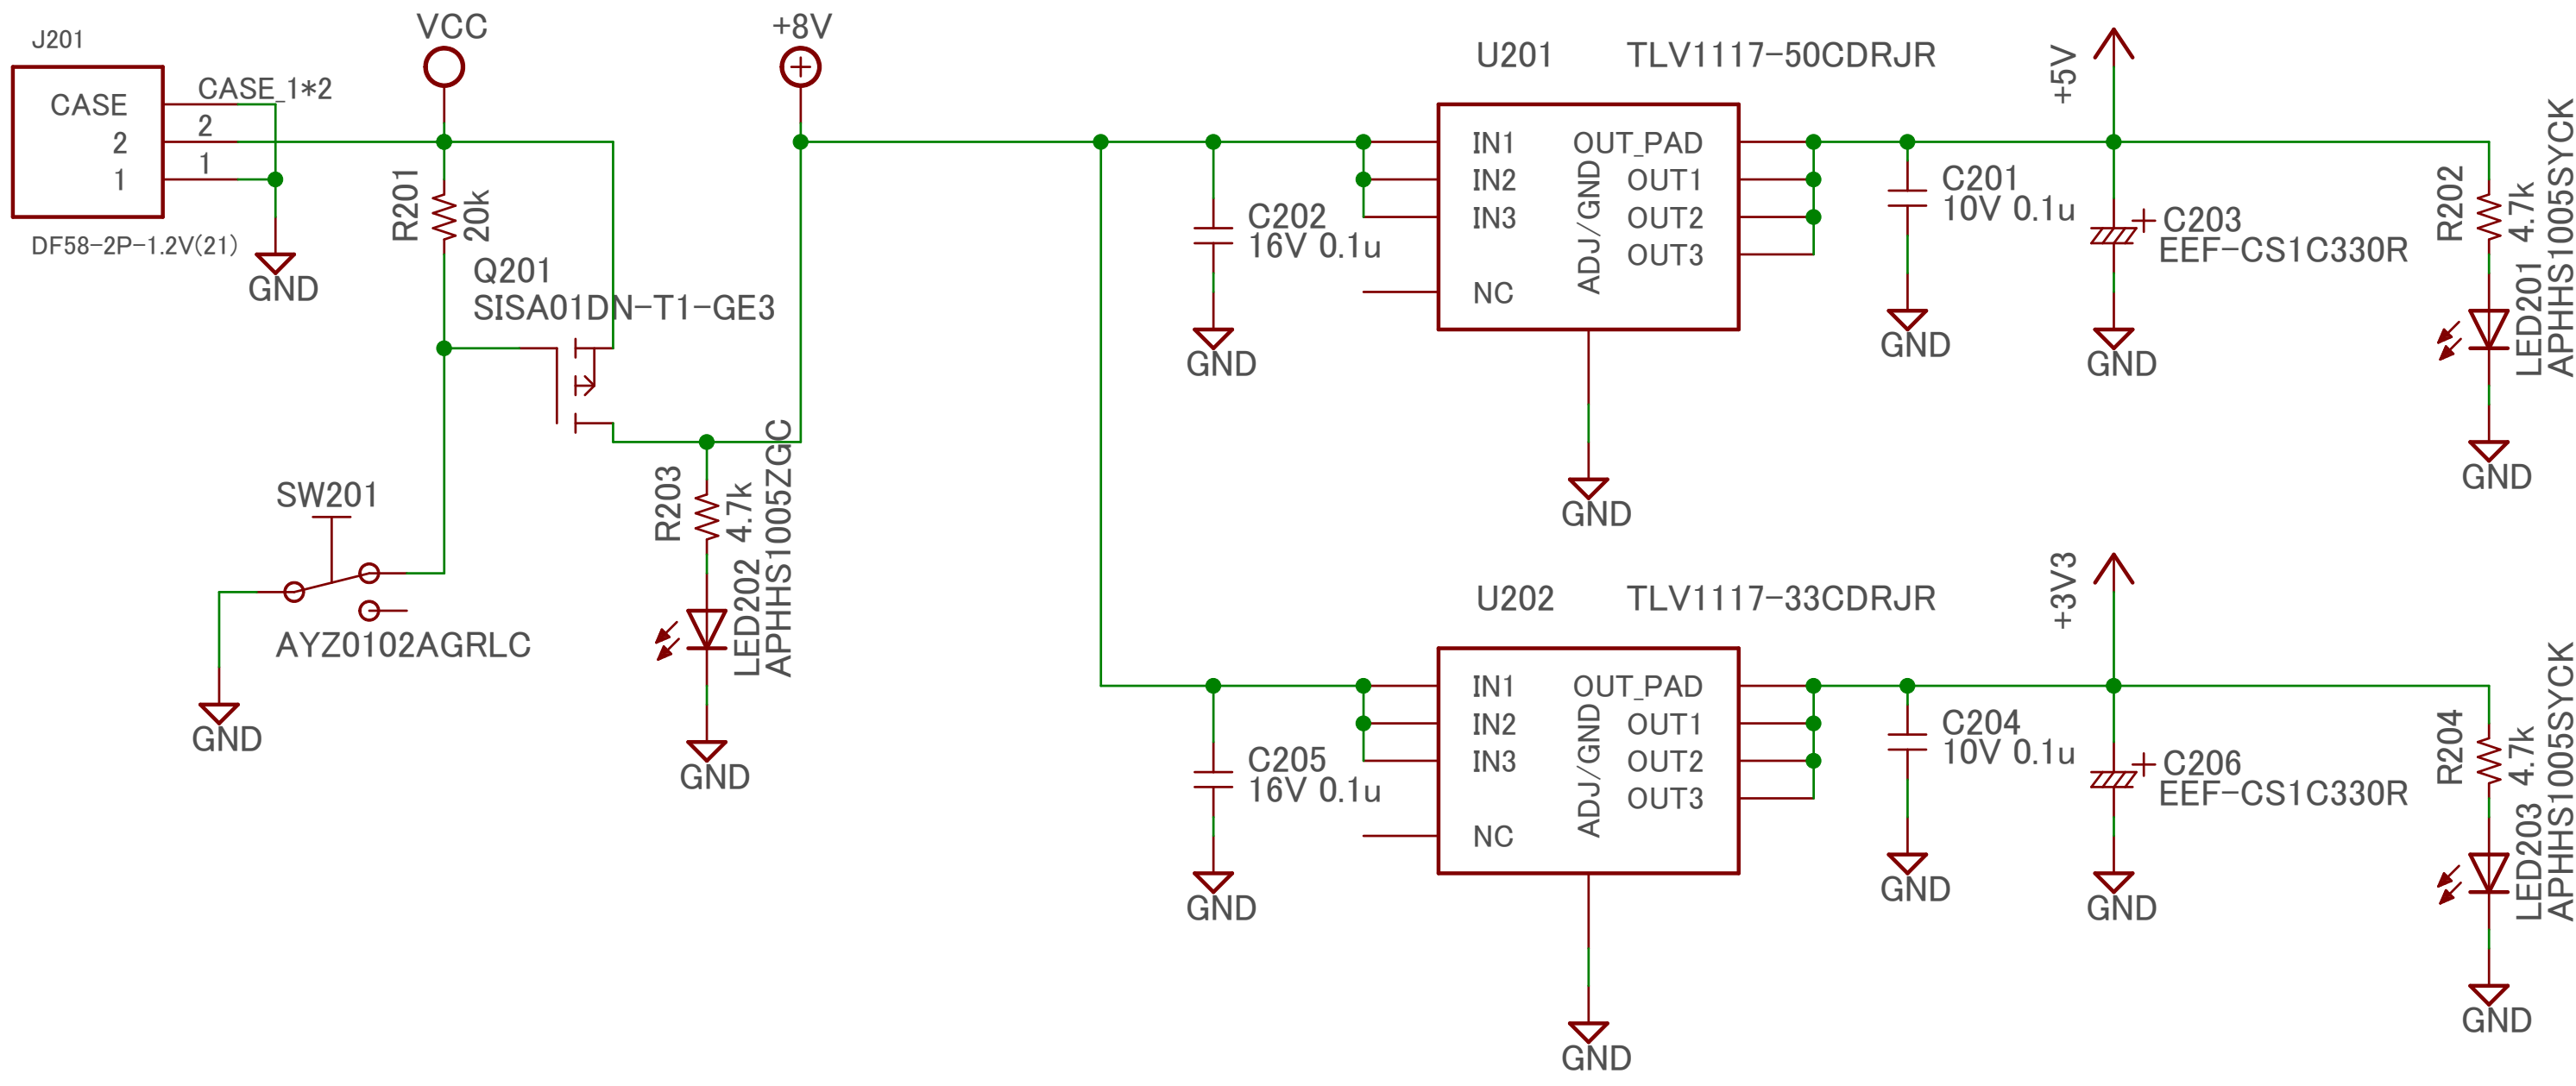 J201
CASE
2
1
CASE_1*2
2
1
DF58-2P-1.2V(21)
GND
VCC
R201
20k
Q201
SISA01DN-T1-GE3
SW201
AYZ0102AGRLC
GND
+8V
R203
4.7k
LED202
APHHS1005ZGC
GND
U201
TLV1117-50CDRJR
IN1
IN2
IN3
NC
ADJ/GND
OUT_PAD
OUT1
OUT2
OUT3
C202
16V 0.1u
GND
GND
C201
10V 0.1u
GND
+5V
C203
EEF-CS1C330R
GND
R202
4.7k
LED201
APHHS1005SYCK
GND
U202
TLV1117-33CDRJR
IN1
IN2
IN3
NC
ADJ/GND
OUT_PAD
OUT1
OUT2
OUT3
C205
16V 0.1u
GND
GND
C204
10V 0.1u
GND
+3V3
C206
EEF-CS1C330R
GND
R204
4.7k
LED203
APHHS1005SYCK
GND